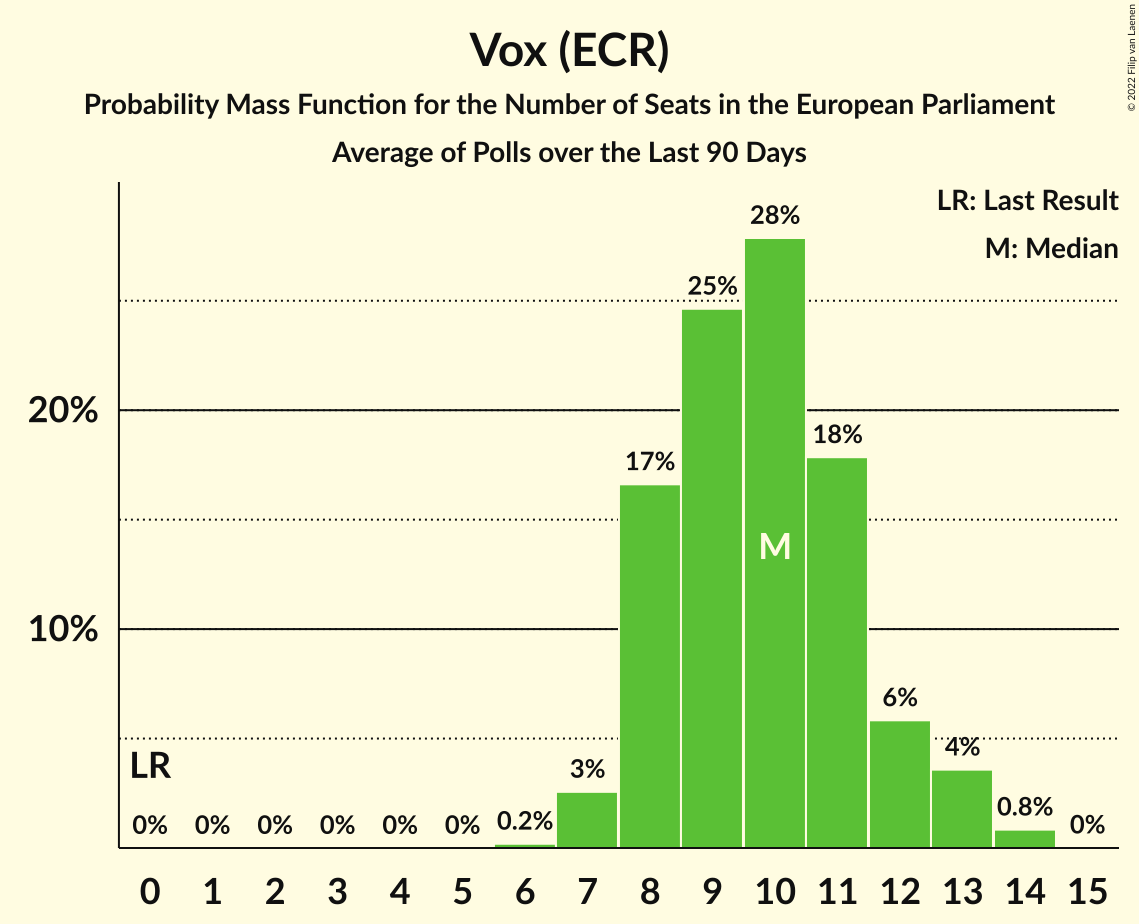 Vox (ECR)
Probability Mass Function for the Number of Seats in the European Parliament
Average of Polls over the Last 90 Days
© 2022 Filip van Laenen
LR: Last Result
M: Median
28%
25%
20%
18%
17%
M
10%
6%
4%
LR
3%
0% 0% 0% 0% 0% 0% 0.2% 0.8% 0%
0 1 2 3 4 5 6 7 8 9 10 11 12 13 14 15